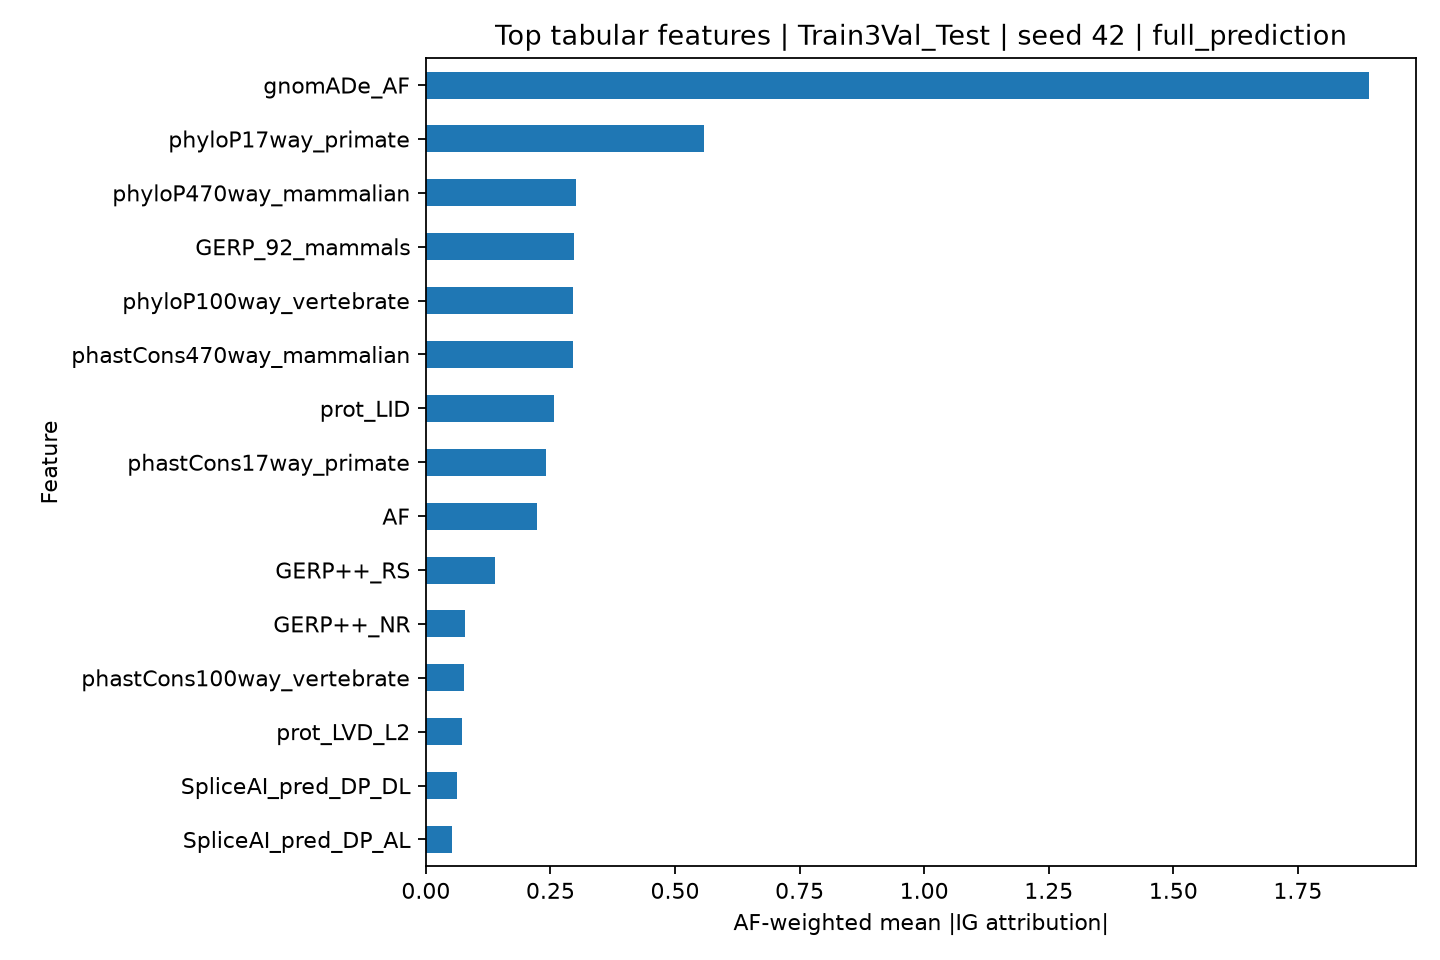 Top tabular features | Train3Val_Test | seed 42 | full_prediction
gnomADe_AF
phyloP17way_primate
phyloP470way_mammalian
GERP_92_mammals
phyloP100way_vertebrate
phastCons470way_mammalian
prot_LID
phastCons17way_primate
AF
GERP++_RS
GERP++_NR
phastCons100way_vertebrate
prot_LVD_L2
SpliceAI_pred_DP_DL
SpliceAI_pred_DP_AL
Feature
0.00 0.25 0.50 0.75 1.00 1.25 1.50 1.75
AF-weighted mean |IG attribution|